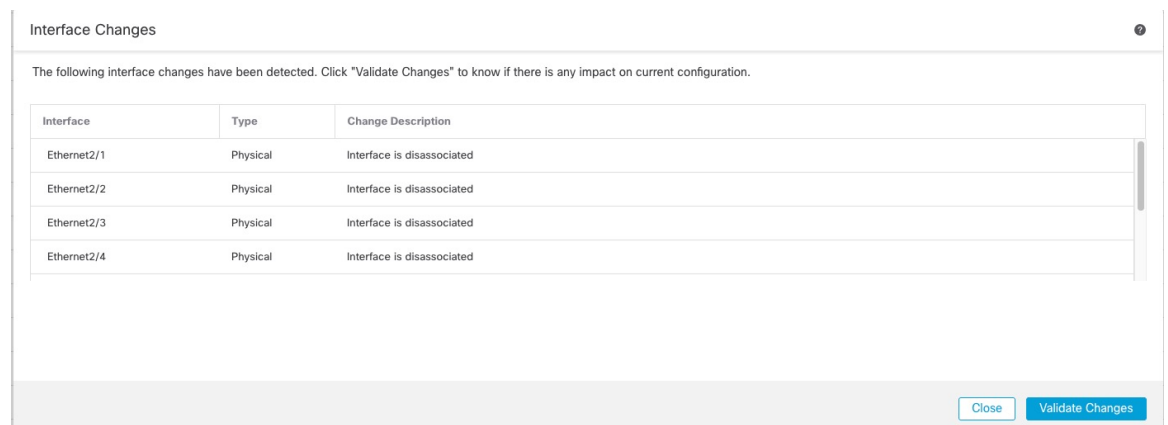 Interface Changes
?
The following interface changes have been detected. Click "Validate Changes" to know if there is any impact on current configuration.
Interface Type Change Description
Ethernet2/1 Physical Interface is disassociated
Ethernet2/2 Physical Interface is disassociated
Ethernet2/3 Physical Interface is disassociated
Ethernet2/4 Physical Interface is disassociated
Close Validate Changes